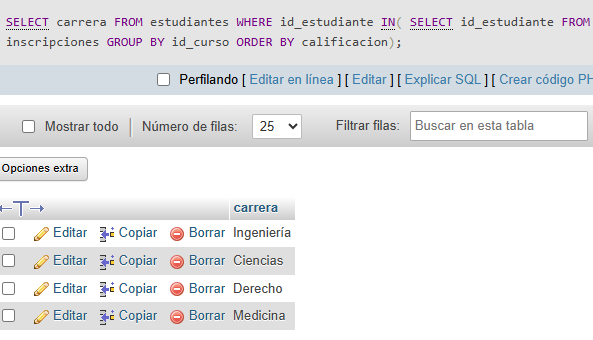 SELECT carrera FROM estudiantes WHERE id_estudiante IN( SELECT id_estudiante FROM
inscripciones GROUP BY id_curso ORDER BY calificacion);
Perfilando [ Editar en línea ] [ Editar ] [ Explicar SQL ] [ Crear código PH
Mostrar todo Número de filas: 25 Filtrar filas: Buscar en esta tabla
Opciones extra
←T→ carrera
Editar Copiar Borrar Ingeniería
Editar Copiar Borrar Ciencias
Editar Copiar Borrar Derecho
Editar Copiar Borrar Medicina